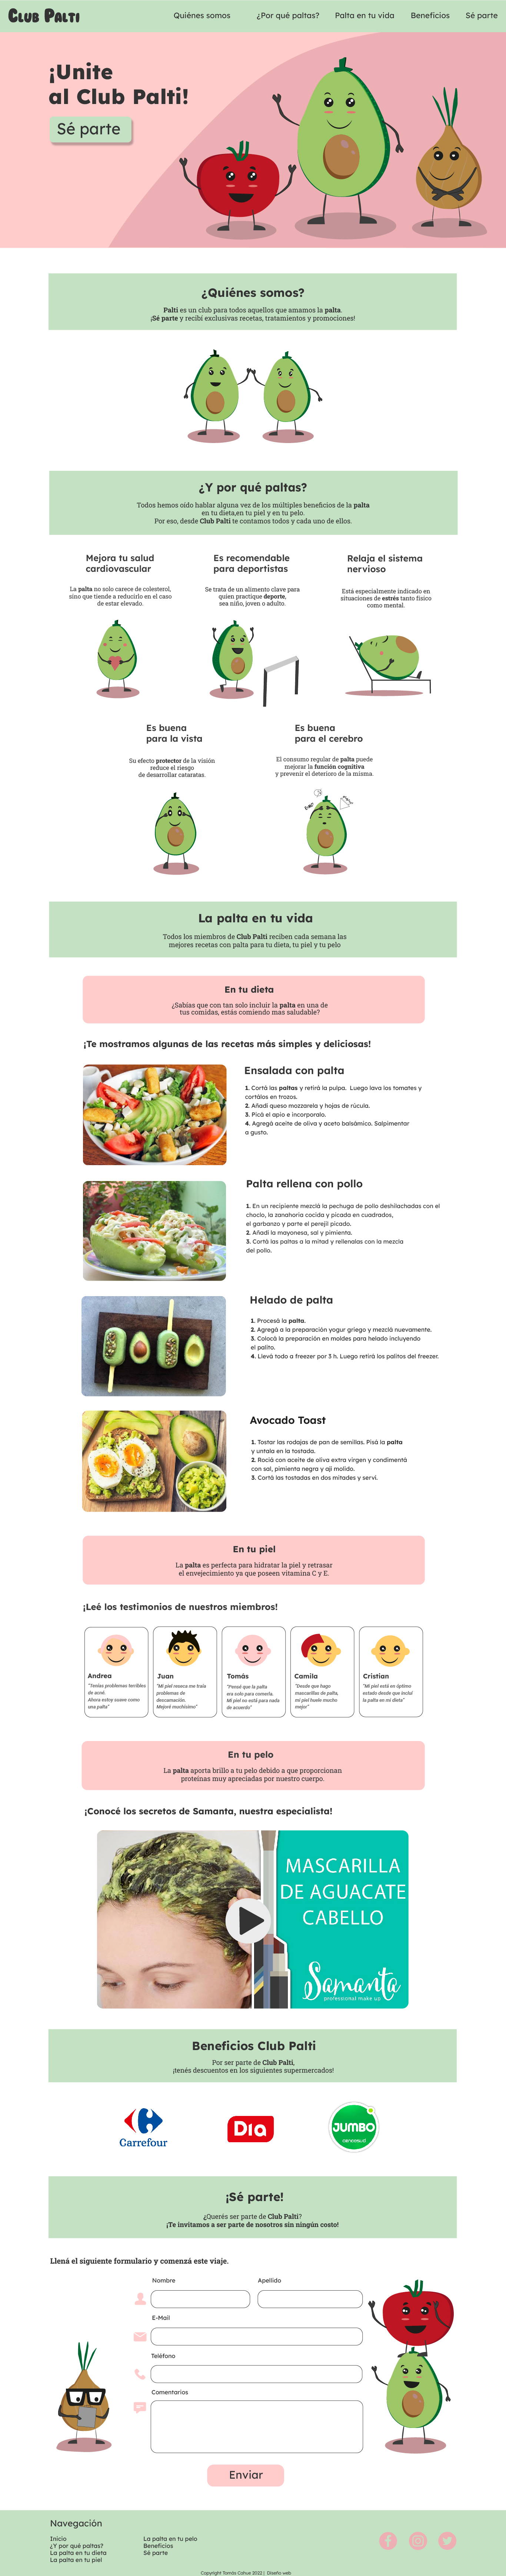 Club Palti
Quiénes somos
¿Por qué paltas?
Palta en tu vida
Beneficios
Sé parte
¡Unite
al Club Palti!
Sé parte
¿Quiénes somos?
Palti es un club para todos aquellos que amamos la palta.
¡Sé parte y recibí exclusivas recetas, tratamientos y promociones!
¿Y por qué paltas?
Todos hemos oído hablar alguna vez de los múltiples beneficios de la palta
en tu dieta,en tu piel y en tu pelo.
Por eso, desde Club Palti te contamos todos y cada uno de ellos.
Mejora tu salud
cardiovascular
La palta no solo carece de colesterol,
sino que tiende a reducirlo en el caso
de estar elevado.
Es recomendable
para deportistas
Se trata de un alimento clave para
quien practique deporte,
sea niño, joven o adulto.
Relaja el sistema
nervioso
Está especialmente indicado en
situaciones de estrés tanto físico
como mental.
Es buena
para la vista
Su efecto protector de la visión
reduce el riesgo
de desarrollar cataratas.
Es buena
para el cerebro
El consumo regular de palta puede
mejorar la función cognitiva
y prevenir el deterioro de la misma.
La palta en tu vida
Todos los miembros de Club Palti reciben cada semana las
mejores recetas con palta para tu dieta, tu piel y tu pelo
En tu dieta
¿Sabías que con tan solo incluir la palta en una de
tus comidas, estás comiendo mas saludable?
¡Te mostramos algunas de las recetas más simples y deliciosas!
Ensalada con palta
1. Cortá las paltas y retirá la pulpa. Luego lava los tomates y
cortálos en trozos.
2. Añadí queso mozzarela y hojas de rúcula.
3. Picá el apio e incorporalo.
4. Agregá aceite de oliva y aceto balsámico. Salpimentar
a gusto.
Palta rellena con pollo
1. En un recipiente mezclá la pechuga de pollo deshilachadas con el
choclo, la zanahoria cocida y picada en cuadrados,
el garbanzo y parte el perejil picado.
2. Añadí la mayonesa, sal y pimienta.
3. Cortá las paltas a la mitad y rellenalas con la mezcla
del pollo.
Helado de palta
1. Procesá la palta.
2. Agregá a la preparación yogur griego y mezclá nuevamente.
3. Colocá la preparación en moldes para helado incluyendo
el palito.
4. Llevá todo a freezer por 3 h. Luego retirá los palitos del freezer.
Avocado Toast
1. Tostar las rodajas de pan de semillas. Pisá la palta
y untala en la tostada.
2. Rociá con aceite de oliva extra virgen y condimentá
con sal, pimienta negra y ají molido.
3. Cortá las tostadas en dos mitades y serví.
En tu piel
La palta es perfecta para hidratar la piel y retrasar
el envejecimiento ya que poseen vitamina C y E.
¡Leé los testimonios de nuestros miembros!
Andrea
"Tenías problemas terribles
de acné.
Ahora estoy suave como
una palta"
Juan
"Mi piel reseca me traía
problemas de
descamación.
Mejoré muchísimo"
Tomás
"Pensé que la palta
era solo para comerla.
Mi piel no está para nada
de acuerdo"
Camila
"Desde que hago
mascarillas de palta,
mi piel huele mucho
mejor"
Cristian
"Mi piel está en óptimo
estado desde que incluí
la palta en mi dieta"
En tu pelo
La palta aporta brillo a tu pelo debido a que proporcionan
proteínas muy apreciadas por nuestro cuerpo.
¡Conocé los secretos de Samanta, nuestra especialista!
MASCARILLA
DE AGUACATE
CABELLO
Samanta
professional make up
Beneficios Club Palti
Por ser parte de Club Palti,
¡tenés descuentos en los siguientes supermercados!
Carrefour
Dia
JUMBO
cencosud
¡Sé parte!
¿Querés ser parte de Club Palti?
¡Te invitamos a ser parte de nosotros sin ningún costo!
Llená el siguiente formulario y comenzá este viaje.
Nombre
Apellido
E-Mail
Teléfono
Comentarios
Enviar
Navegación
Inicio
¿Y por qué paltas?
La palta en tu dieta
La palta en tu piel
La palta en tu pelo
Beneficios
Sé parte
Copyright Tomás Cohue 2022 | Diseño web